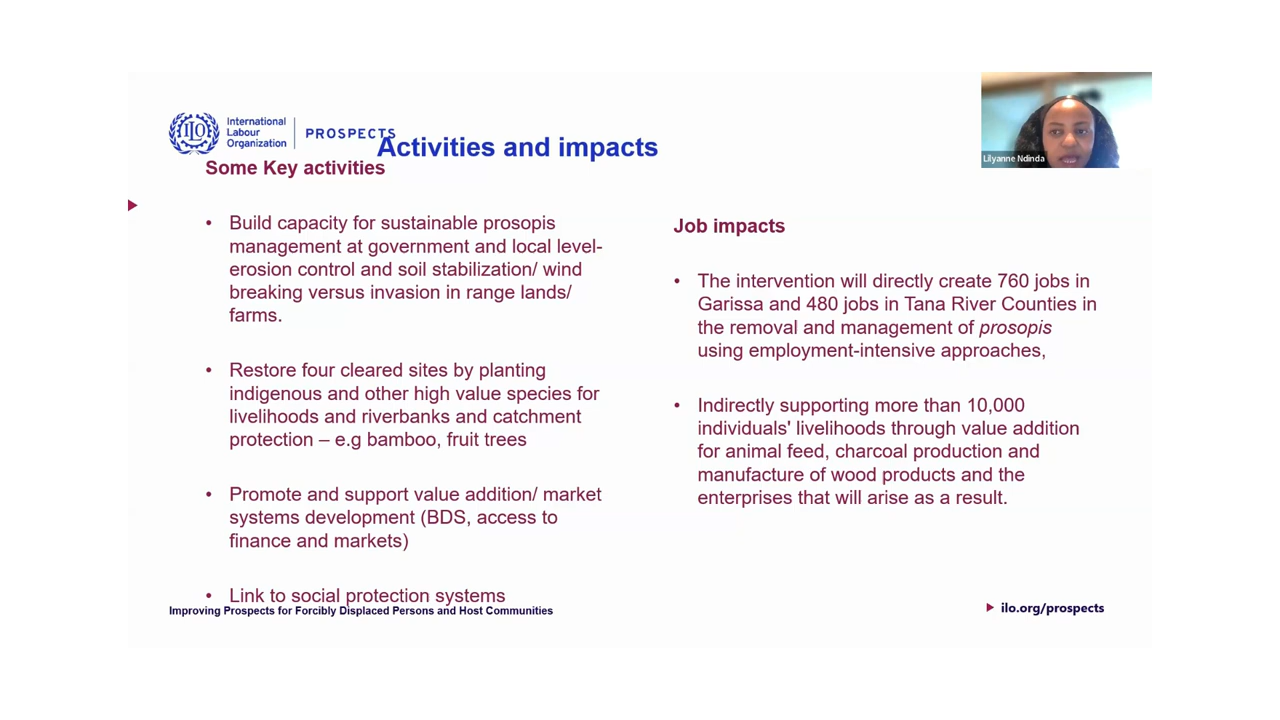 International
Labour
Organization
PROSPECTS
Activities and impacts
Lilyanne Ndinda
Some Key activities
• Build capacity for sustainable prosopis
management at government and local level-
erosion control and soil stabilization/ wind
breaking versus invasion in range lands/
farms.
• Restore four cleared sites by planting
indigenous and other high value species for
livelihoods and riverbanks and catchment
protection – e.g bamboo, fruit trees
• Promote and support value addition/ market
systems development (BDS, access to
finance and markets)
• Link to social protection systems
Job impacts
• The intervention will directly create 760 jobs in
Garissa and 480 jobs in Tana River Counties in
the removal and management of prosopis
using employment-intensive approaches,
• Indirectly supporting more than 10,000
individuals' livelihoods through value addition
for animal feed, charcoal production and
manufacture of wood products and the
enterprises that will arise as a result.
Improving Prospects for Forcibly Displaced Persons and Host Communities
ilo.org/prospects